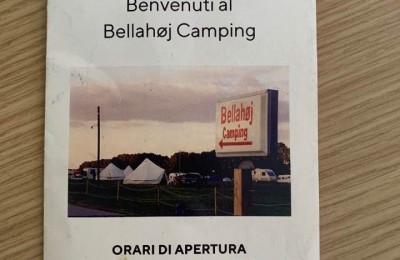 Benvenuti al
Bellahøj Camping
Bellahøj
Camping
ORARI DI APERTURA